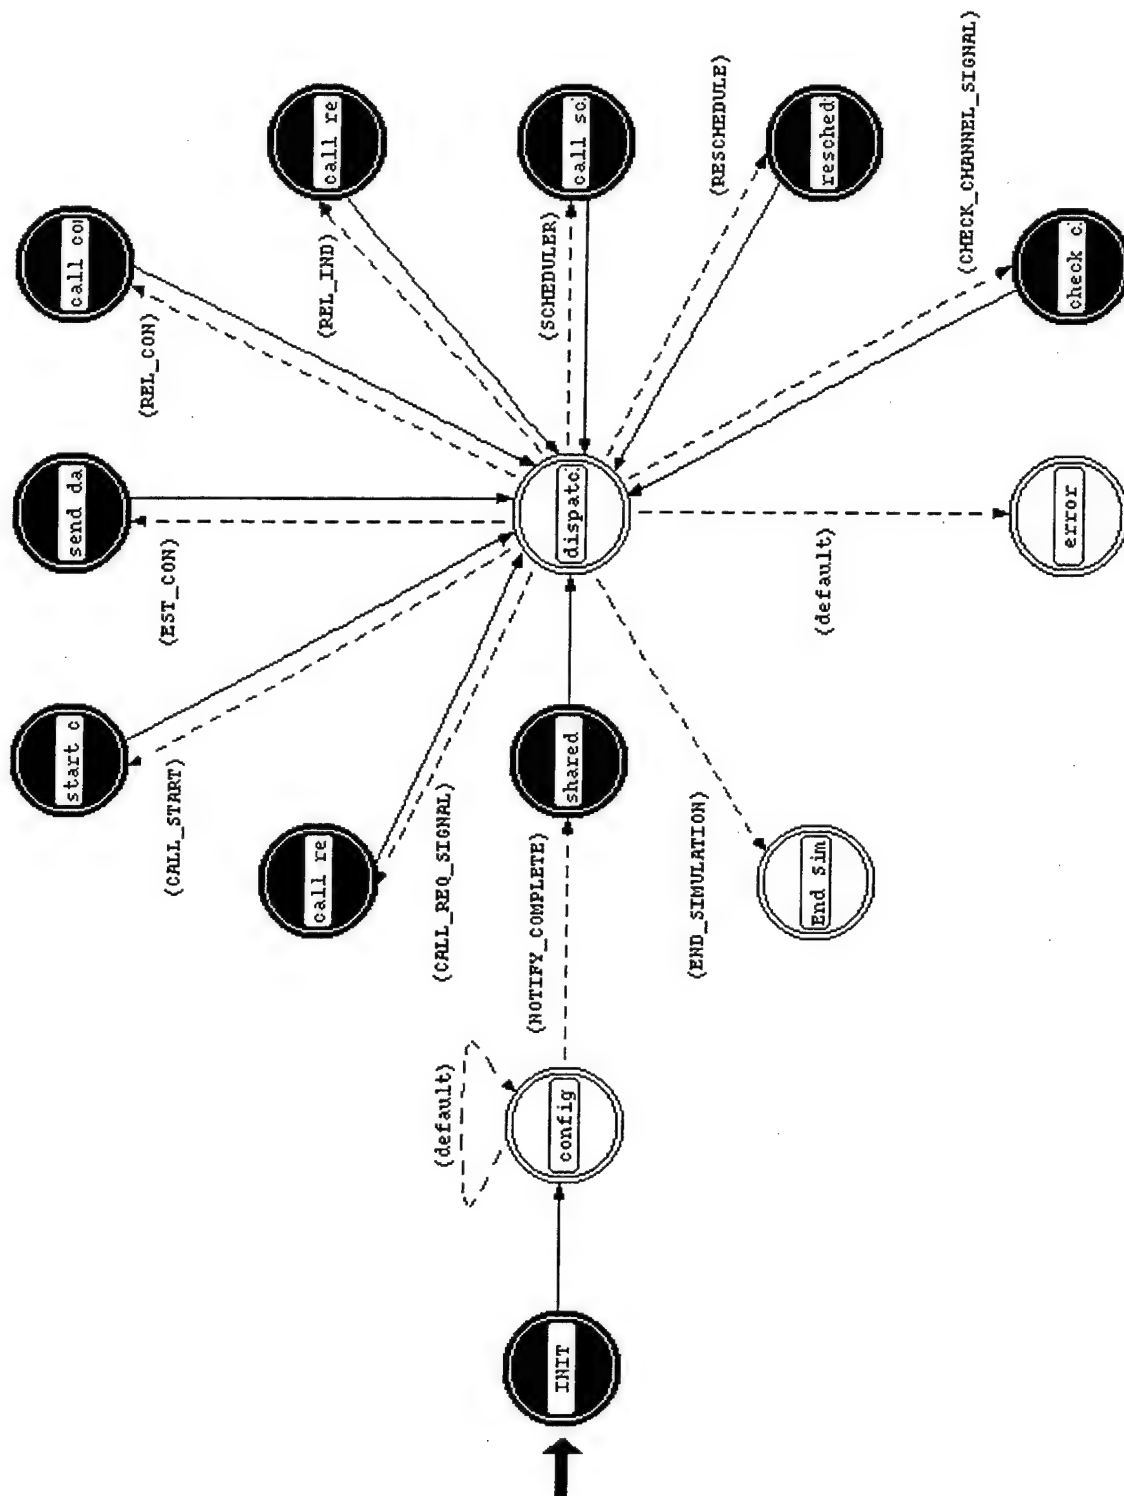 INIT
config
(default)
(NOTIFY_COMPLETE)
shared
dispatc
call re
(CALL_REQ_SIGNAL)
start c
(CALL_START)
send da
(EST_CON)
call co
(REL_CON)
call re
(REL_IND)
call sc
(SCHEDULER)
resched
(RESCHEDULE)
check c
(CHECK_CHANNEL_SIGNAL)
error
(default)
End sim
(END_SIMULATION)